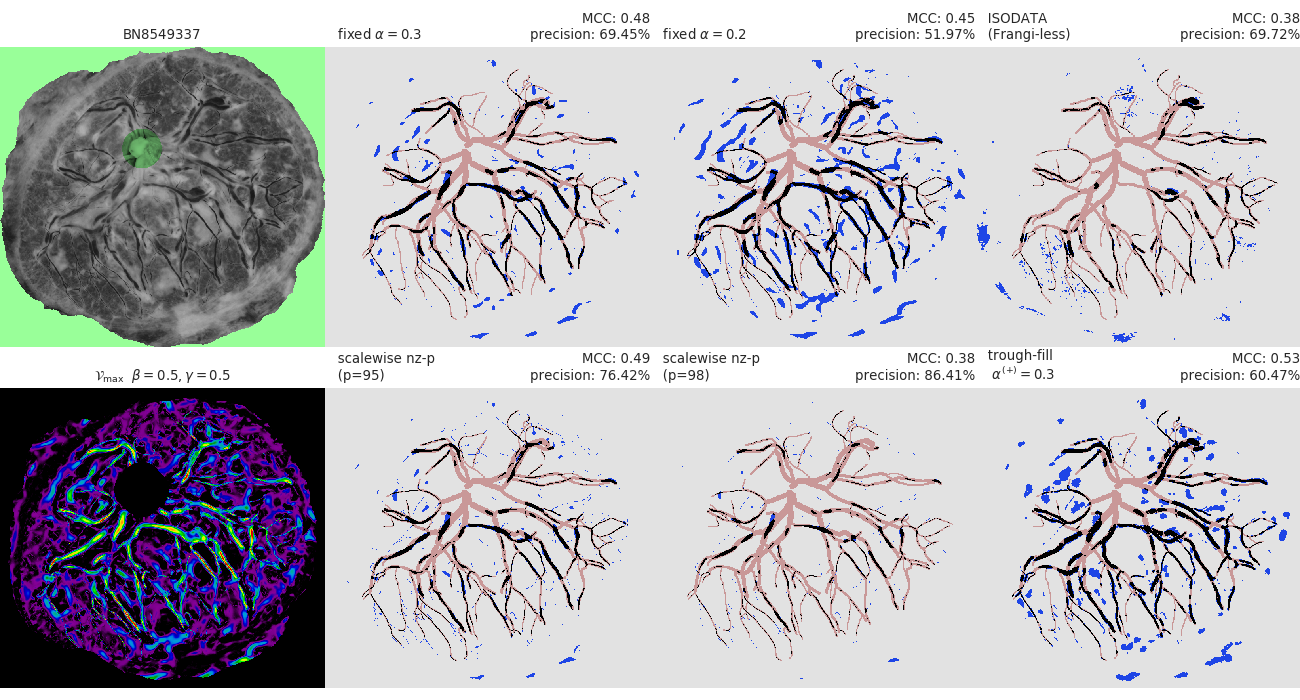 BN8549337
fixed α = 0.3
MCC: 0.48
precision: 69.45%
fixed α = 0.2
MCC: 0.45
precision: 51.97%
ISODATA
(Frangi-less)
MCC: 0.38
precision: 69.72%
𝒱max β = 0.5, γ = 0.5
scalewise nz-p
(p=95)
MCC: 0.49
precision: 76.42%
scalewise nz-p
(p=98)
MCC: 0.38
precision: 86.41%
trough-fill
α(+) = 0.3
MCC: 0.53
precision: 60.47%